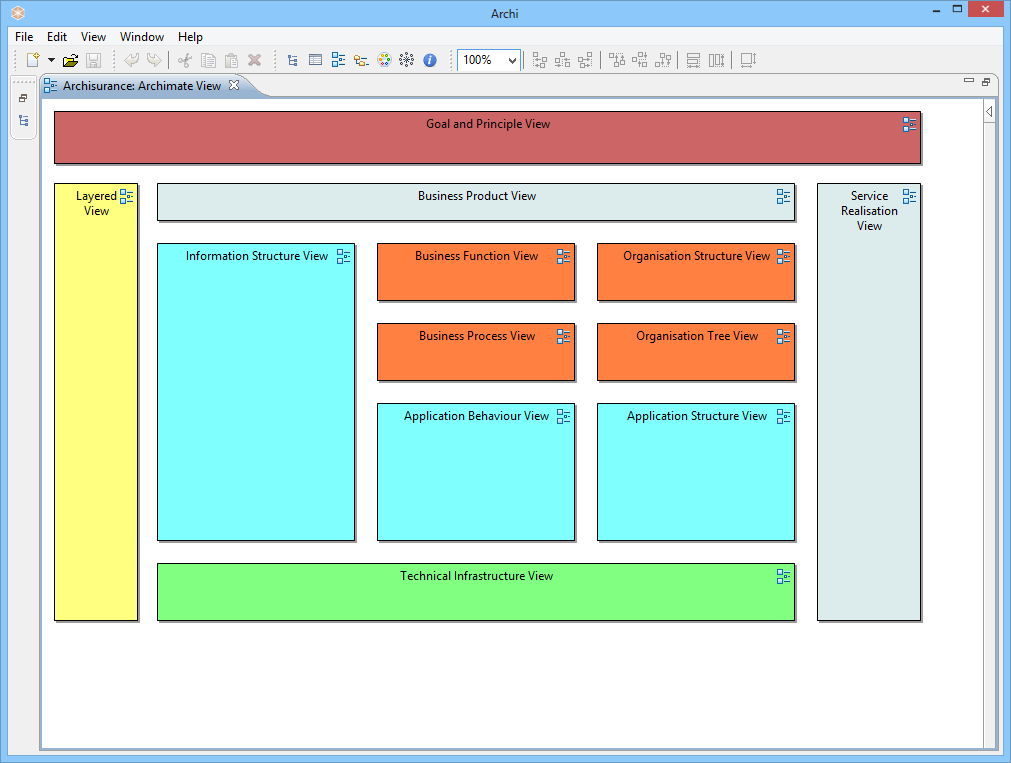 Archi
File Edit View Window Help
100%
Archisurance: Archimate View
Goal and Principle View
Layered
View
Business Product View
Service
Realisation
View
Information Structure View
Business Function View
Organisation Structure View
Business Process View
Organisation Tree View
Application Behaviour View
Application Structure View
Technical Infrastructure View